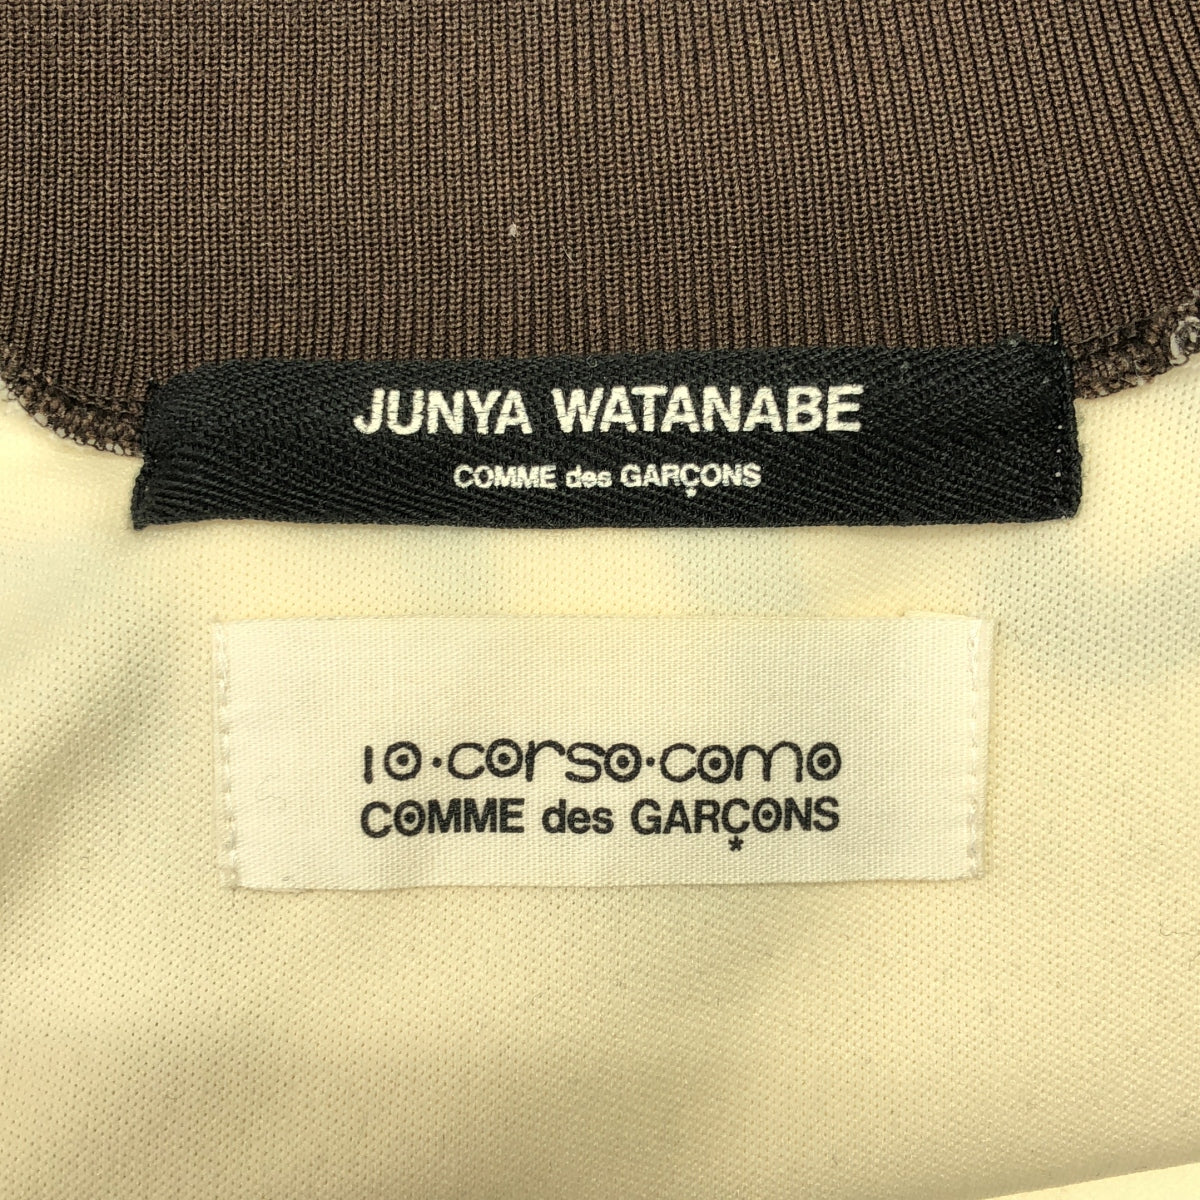 JUNYA WATANABE
COMME des GARÇONS
10·corso·como
COMME des GARÇONS
*